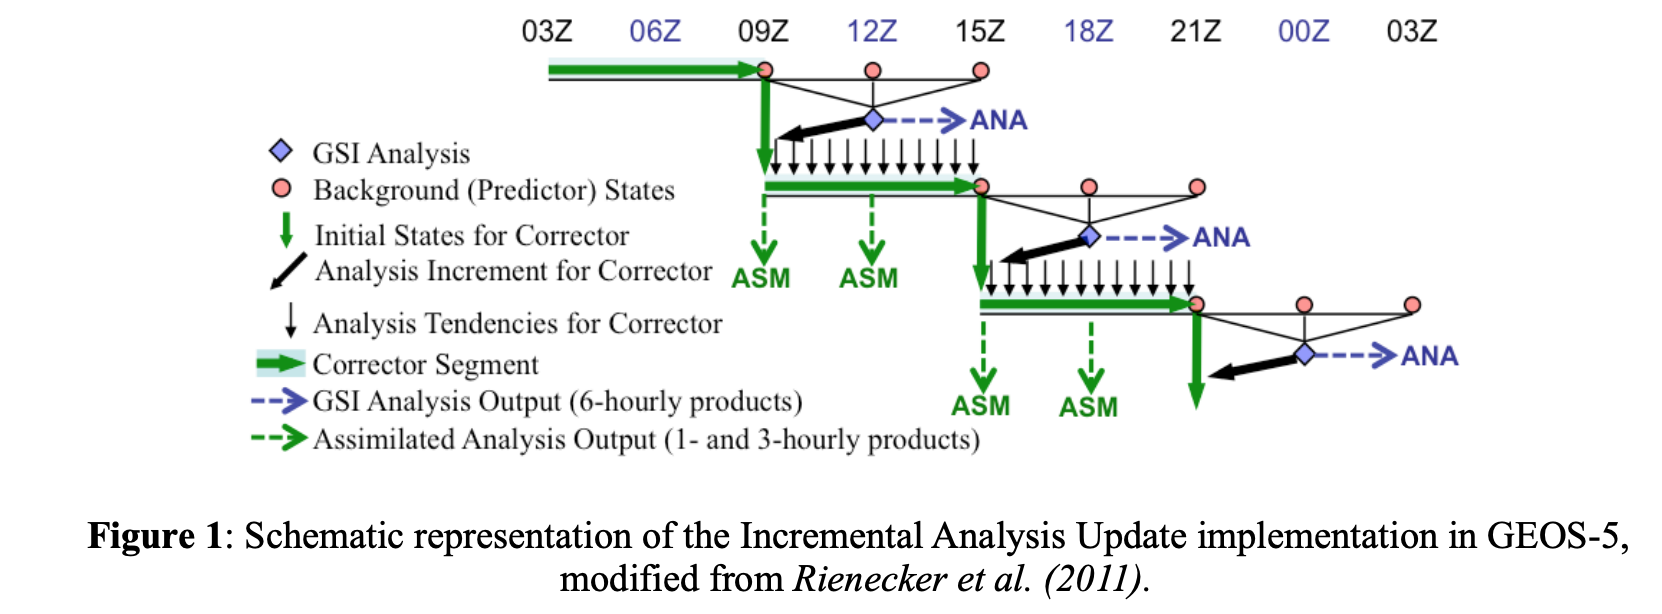 03Z 06Z 09Z 12Z 15Z 18Z 21Z 00Z 03Z
ANA
GSI Analysis
Background (Predictor) States
ANA
Initial States for Corrector
Analysis Increment for Corrector
ASM ASM
Analysis Tendencies for Corrector
ANA
Corrector Segment
GSI Analysis Output (6-hourly products)
ASM ASM
Assimilated Analysis Output (1- and 3-hourly products)
Figure 1: Schematic representation of the Incremental Analysis Update implementation in GEOS-5,
modified from Rienecker et al. (2011).